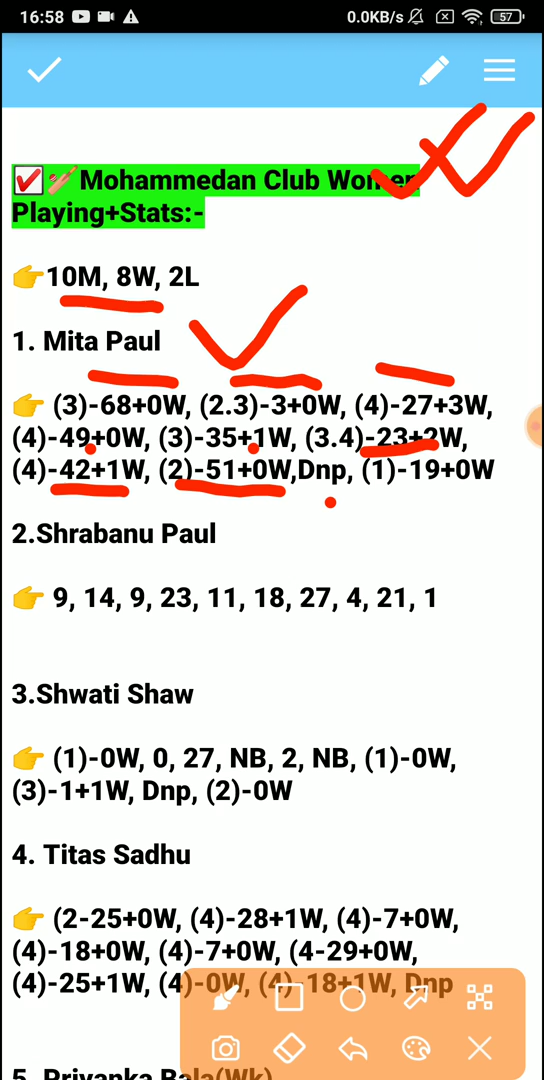 16:58 0.0KB/s 57
☑️🏏 Mohammedan Club Women
Playing+Stats:-
👉10M, 8W, 2L
1. Mita Paul
👉 (3)-68+0W, (2.3)-3+0W, (4)-27+3W,
(4)-49+0W, (3)-35+1W, (3.4)-23+2W,
(4)-42+1W, (2)-51+0W,Dnp, (1)-19+0W
2.Shrabanu Paul
👉 9, 14, 9, 23, 11, 18, 27, 4, 21, 1
3.Shwati Shaw
👉 (1)-0W, 0, 27, NB, 2, NB, (1)-0W,
(3)-1+1W, Dnp, (2)-0W
4. Titas Sadhu
👉 (2-25+0W, (4)-28+1W, (4)-7+0W,
(4)-18+0W, (4)-7+0W, (4-29+0W,
(4)-25+1W, (4)-0W, (4)-18+1W, Dnp
5. Priyanka Bala(Wk)